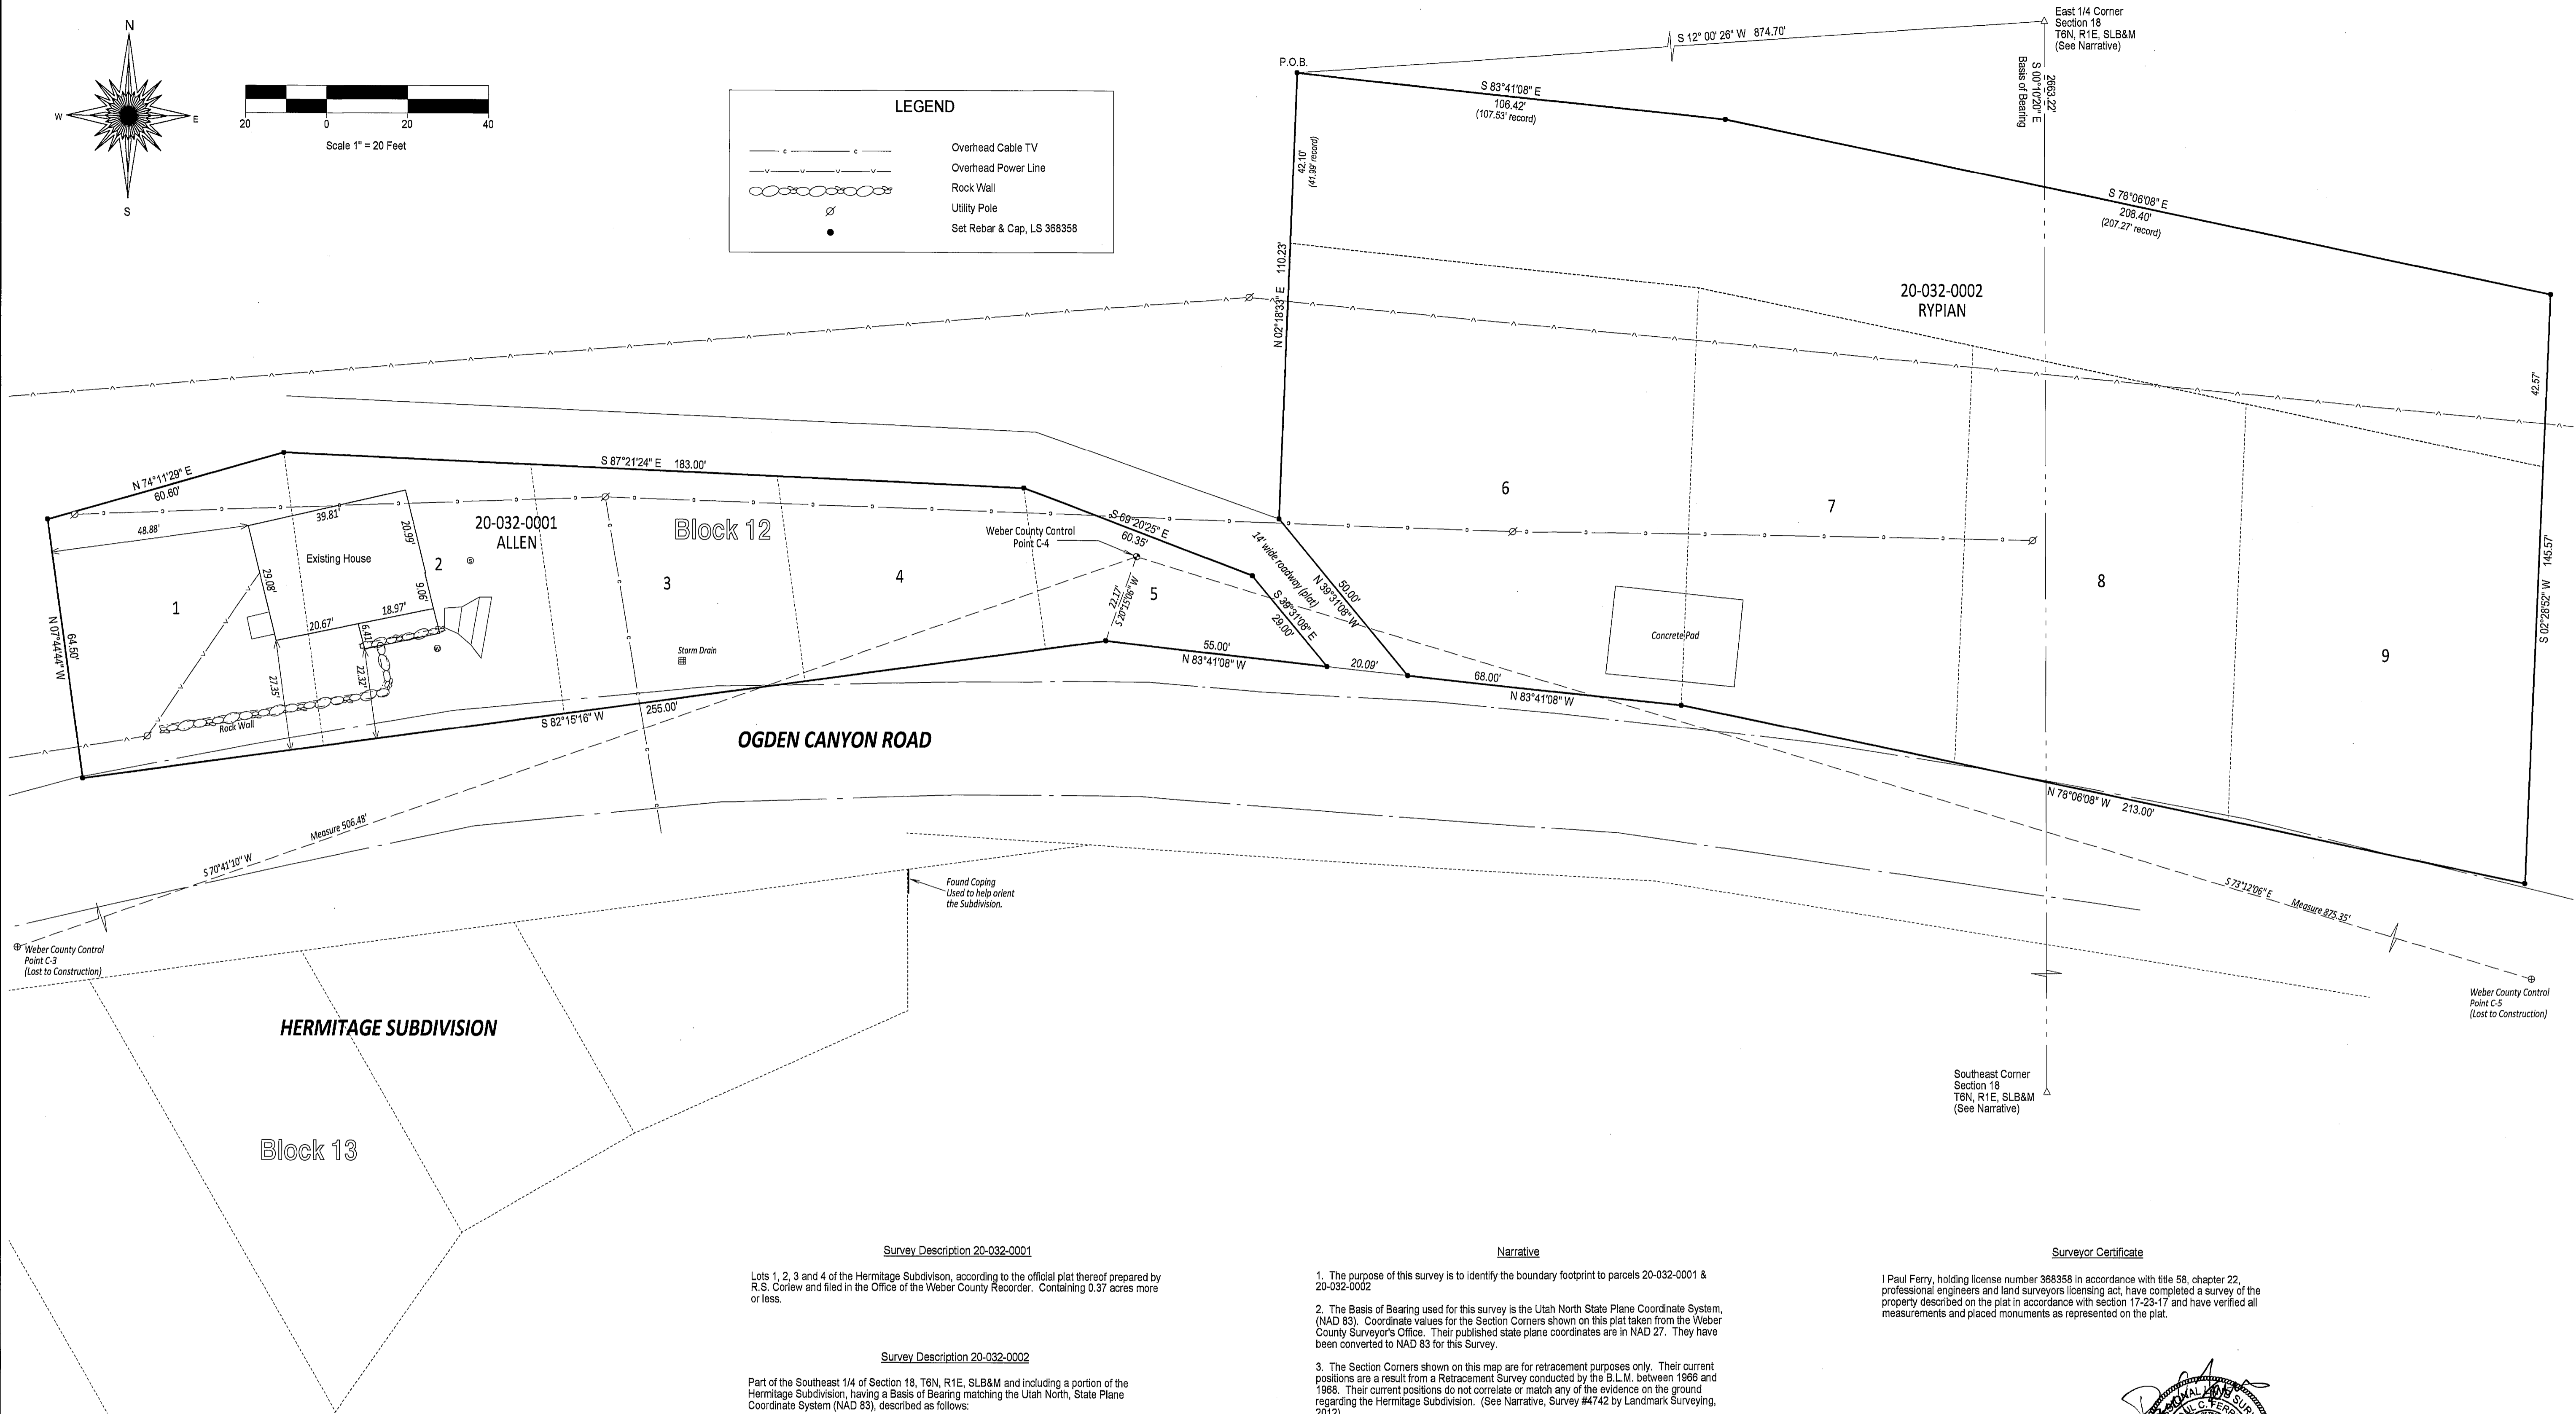 N
W
E
S
20
0
20
40
Scale 1" = 20 Feet
LEGEND
Overhead Cable TV
Overhead Power Line
Rock Wall
Utility Pole
Set Rebar & Cap, LS 368358
P.O.B.
S 12° 00' 26" W 874.70'
East 1/4 Corner
Section 18
T6N, R1E, SLB&M
(See Narrative)
2663.22'
S 00°10'20" E
Basis of Bearing
S 83°41'08" E
106.42'
(107.53' record)
42.10'
(41.99' record)
N 02°18'33" E 110.23'
S 78°06'08" E
208.40'
(207.27' record)
20-032-0002
RYPIAN
42.57'
S 02°28'52" W 145.57'
6
7
8
9
Concrete Pad
N 74°11'29" E
60.60'
S 87°21'24" E 183.00'
48.88'
39.81'
20.99'
20-032-0001
ALLEN
Block 12
Weber County Control
Point C-4
S 69°20'25" E
60.35'
14' wide roadway (plat)
50.00'
N 39°31'08" W
S 39°31'08" E
29.00'
Existing House
29.08'
9.06'
18.97'
20.67'
6.41'
22.32'
27.35'
1
2
3
4
5
22.17'
S 20°15'06" W
N 07°44'44" W
64.50'
Rock Wall
Storm Drain
55.00'
N 83°41'08" W
20.09'
68.00'
N 83°41'08" W
S 82°15'16" W
255.00'
OGDEN CANYON ROAD
N 78°06'08" W 213.00'
Measure 506.48'
S 70°41'10" W
S 73°12'06" E
Measure 875.35'
Found Coping
Used to help orient
the Subdivision.
Weber County Control
Point C-3
(Lost to Construction)
Weber County Control
Point C-5
(Lost to Construction)
HERMITAGE SUBDIVISION
Block 13
Southeast Corner
Section 18
T6N, R1E, SLB&M
(See Narrative)
Survey Description 20-032-0001
Lots 1, 2, 3 and 4 of the Hermitage Subdivison, according to the official plat thereof prepared by
R.S. Corlew and filed in the Office of the Weber County Recorder. Containing 0.37 acres more
or less.
Survey Description 20-032-0002
Part of the Southeast 1/4 of Section 18, T6N, R1E, SLB&M and including a portion of the
Hermitage Subdivision, having a Basis of Bearing matching the Utah North, State Plane
Coordinate System (NAD 83), described as follows:
Narrative
1. The purpose of this survey is to identify the boundary footprint to parcels 20-032-0001 &
20-032-0002
2. The Basis of Bearing used for this survey is the Utah North State Plane Coordinate System,
(NAD 83). Coordinate values for the Section Corners shown on this plat taken from the Weber
County Surveyor's Office. Their published state plane coordinates are in NAD 27. They have
been converted to NAD 83 for this Survey.
3. The Section Corners shown on this map are for retracement purposes only. Their current
positions are a result from a Retracement Survey conducted by the B.L.M. between 1966 and
1968. Their current positions do not correlate or match any of the evidence on the ground
regarding the Hermitage Subdivision. (See Narrative, Survey #4742 by Landmark Surveying,
2012)
Surveyor Certificate
I Paul Ferry, holding license number 368358 in accordance with title 58, chapter 22,
professional engineers and land surveyors licensing act, have completed a survey of the
property described on the plat in accordance with section 17-23-17 and have verified all
measurements and placed monuments as represented on the plat.